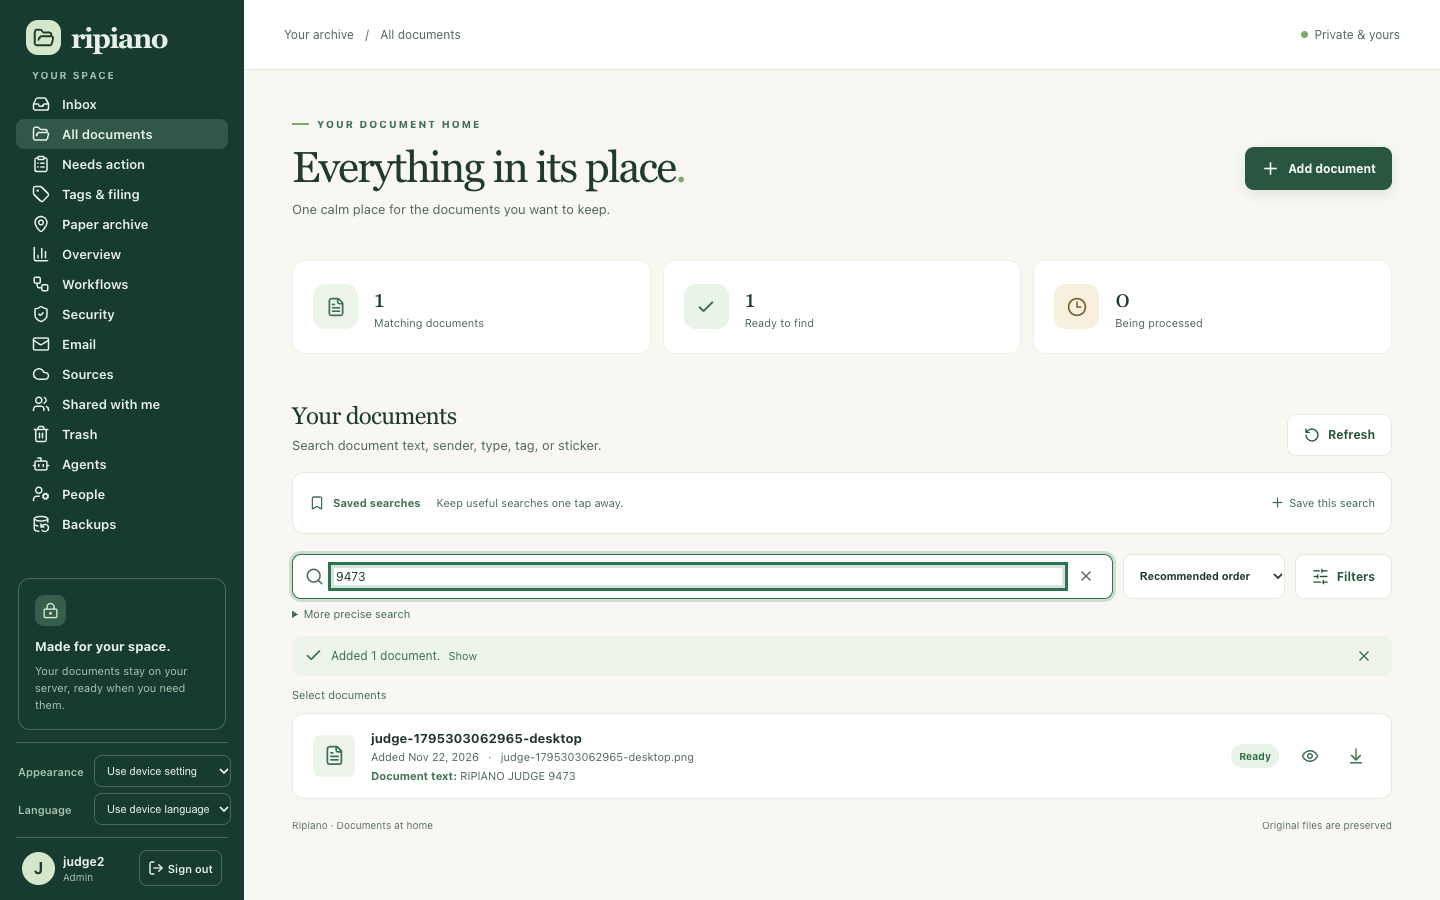 ripiano
YOUR SPACE
Inbox
All documents
Needs action
Tags & filing
Paper archive
Overview
Workflows
Security
Email
Sources
Shared with me
Trash
Agents
People
Backups
Made for your space.
Your documents stay on your
server, ready when you need
them.
Appearance Use device setting
Language Use device language
J judge2
Admin
Sign out
Your archive / All documents
Private & yours
YOUR DOCUMENT HOME
Everything in its place.
One calm place for the documents you want to keep.
Add document
1
Matching documents
1
Ready to find
0
Being processed
Your documents
Search document text, sender, type, tag, or sticker.
Refresh
Saved searches Keep useful searches one tap away.
Save this search
9473
Recommended order
Filters
More precise search
Added 1 document. Show
Select documents
judge-1795303062965-desktop
Added Nov 22, 2026 · judge-1795303062965-desktop.png
Document text: RIPIANO JUDGE 9473
Ready
Ripiano · Documents at home
Original files are preserved